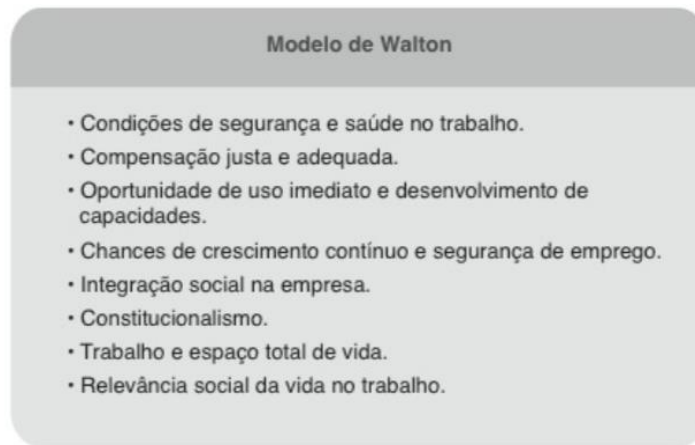 Modelo de Walton
• Condições de segurança e saúde no trabalho.
• Compensação justa e adequada.
• Oportunidade de uso imediato e desenvolvimento de
capacidades.
• Chances de crescimento contínuo e segurança de emprego.
• Integração social na empresa.
• Constitucionalismo.
• Trabalho e espaço total de vida.
• Relevância social da vida no trabalho.